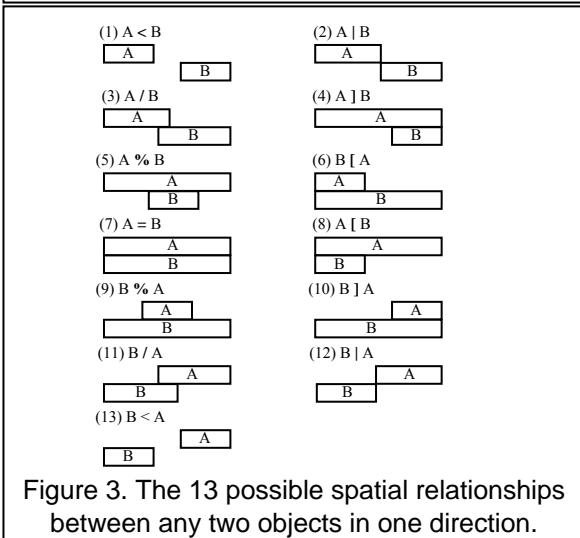 (1) A < B (2) A | B
A A
B B
(3) A / B (4) A ] B
A A
B B
(5) A % B (6) B [ A
A A
B B
(7) A = B (8) A [ B
A A
B B
(9) B % A (10) B ] A
A A
B B
(11) B / A (12) B | A
A A
B B
(13) B < A
A
B
Figure 3. The 13 possible spatial relationships
between any two objects in one direction.